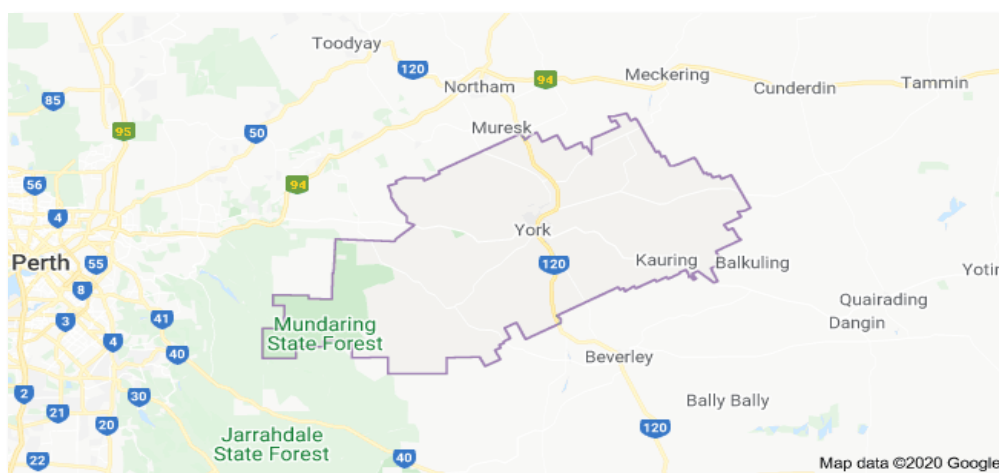 Toodyay
120
Northam
94
Meckering
Cunderdin
Tammin
85
95
50
Muresk
56
94
4
York
Perth
55
120
Kauring
Balkuling
Yotin
8
Quairading
3
41
Mundaring
State Forest
Dangin
4
40
Beverley
2
30
Bally Bally
21
20
120
Jarrahdale
State Forest
22
40
Map data ©2020 Google